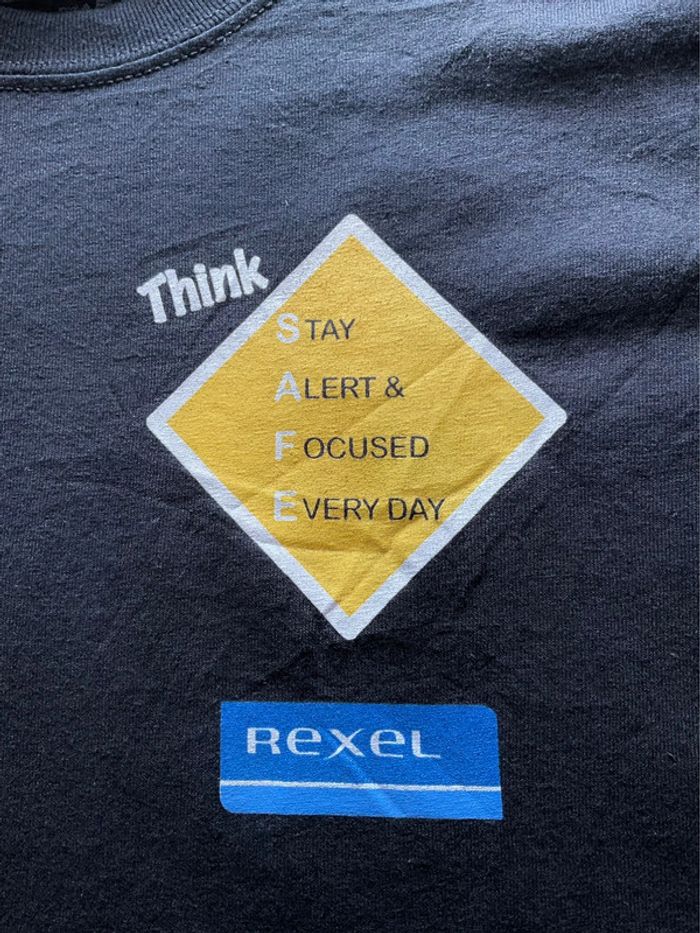 Think
STAY
ALERT &
FOCUSED
EVERY DAY
REXEL